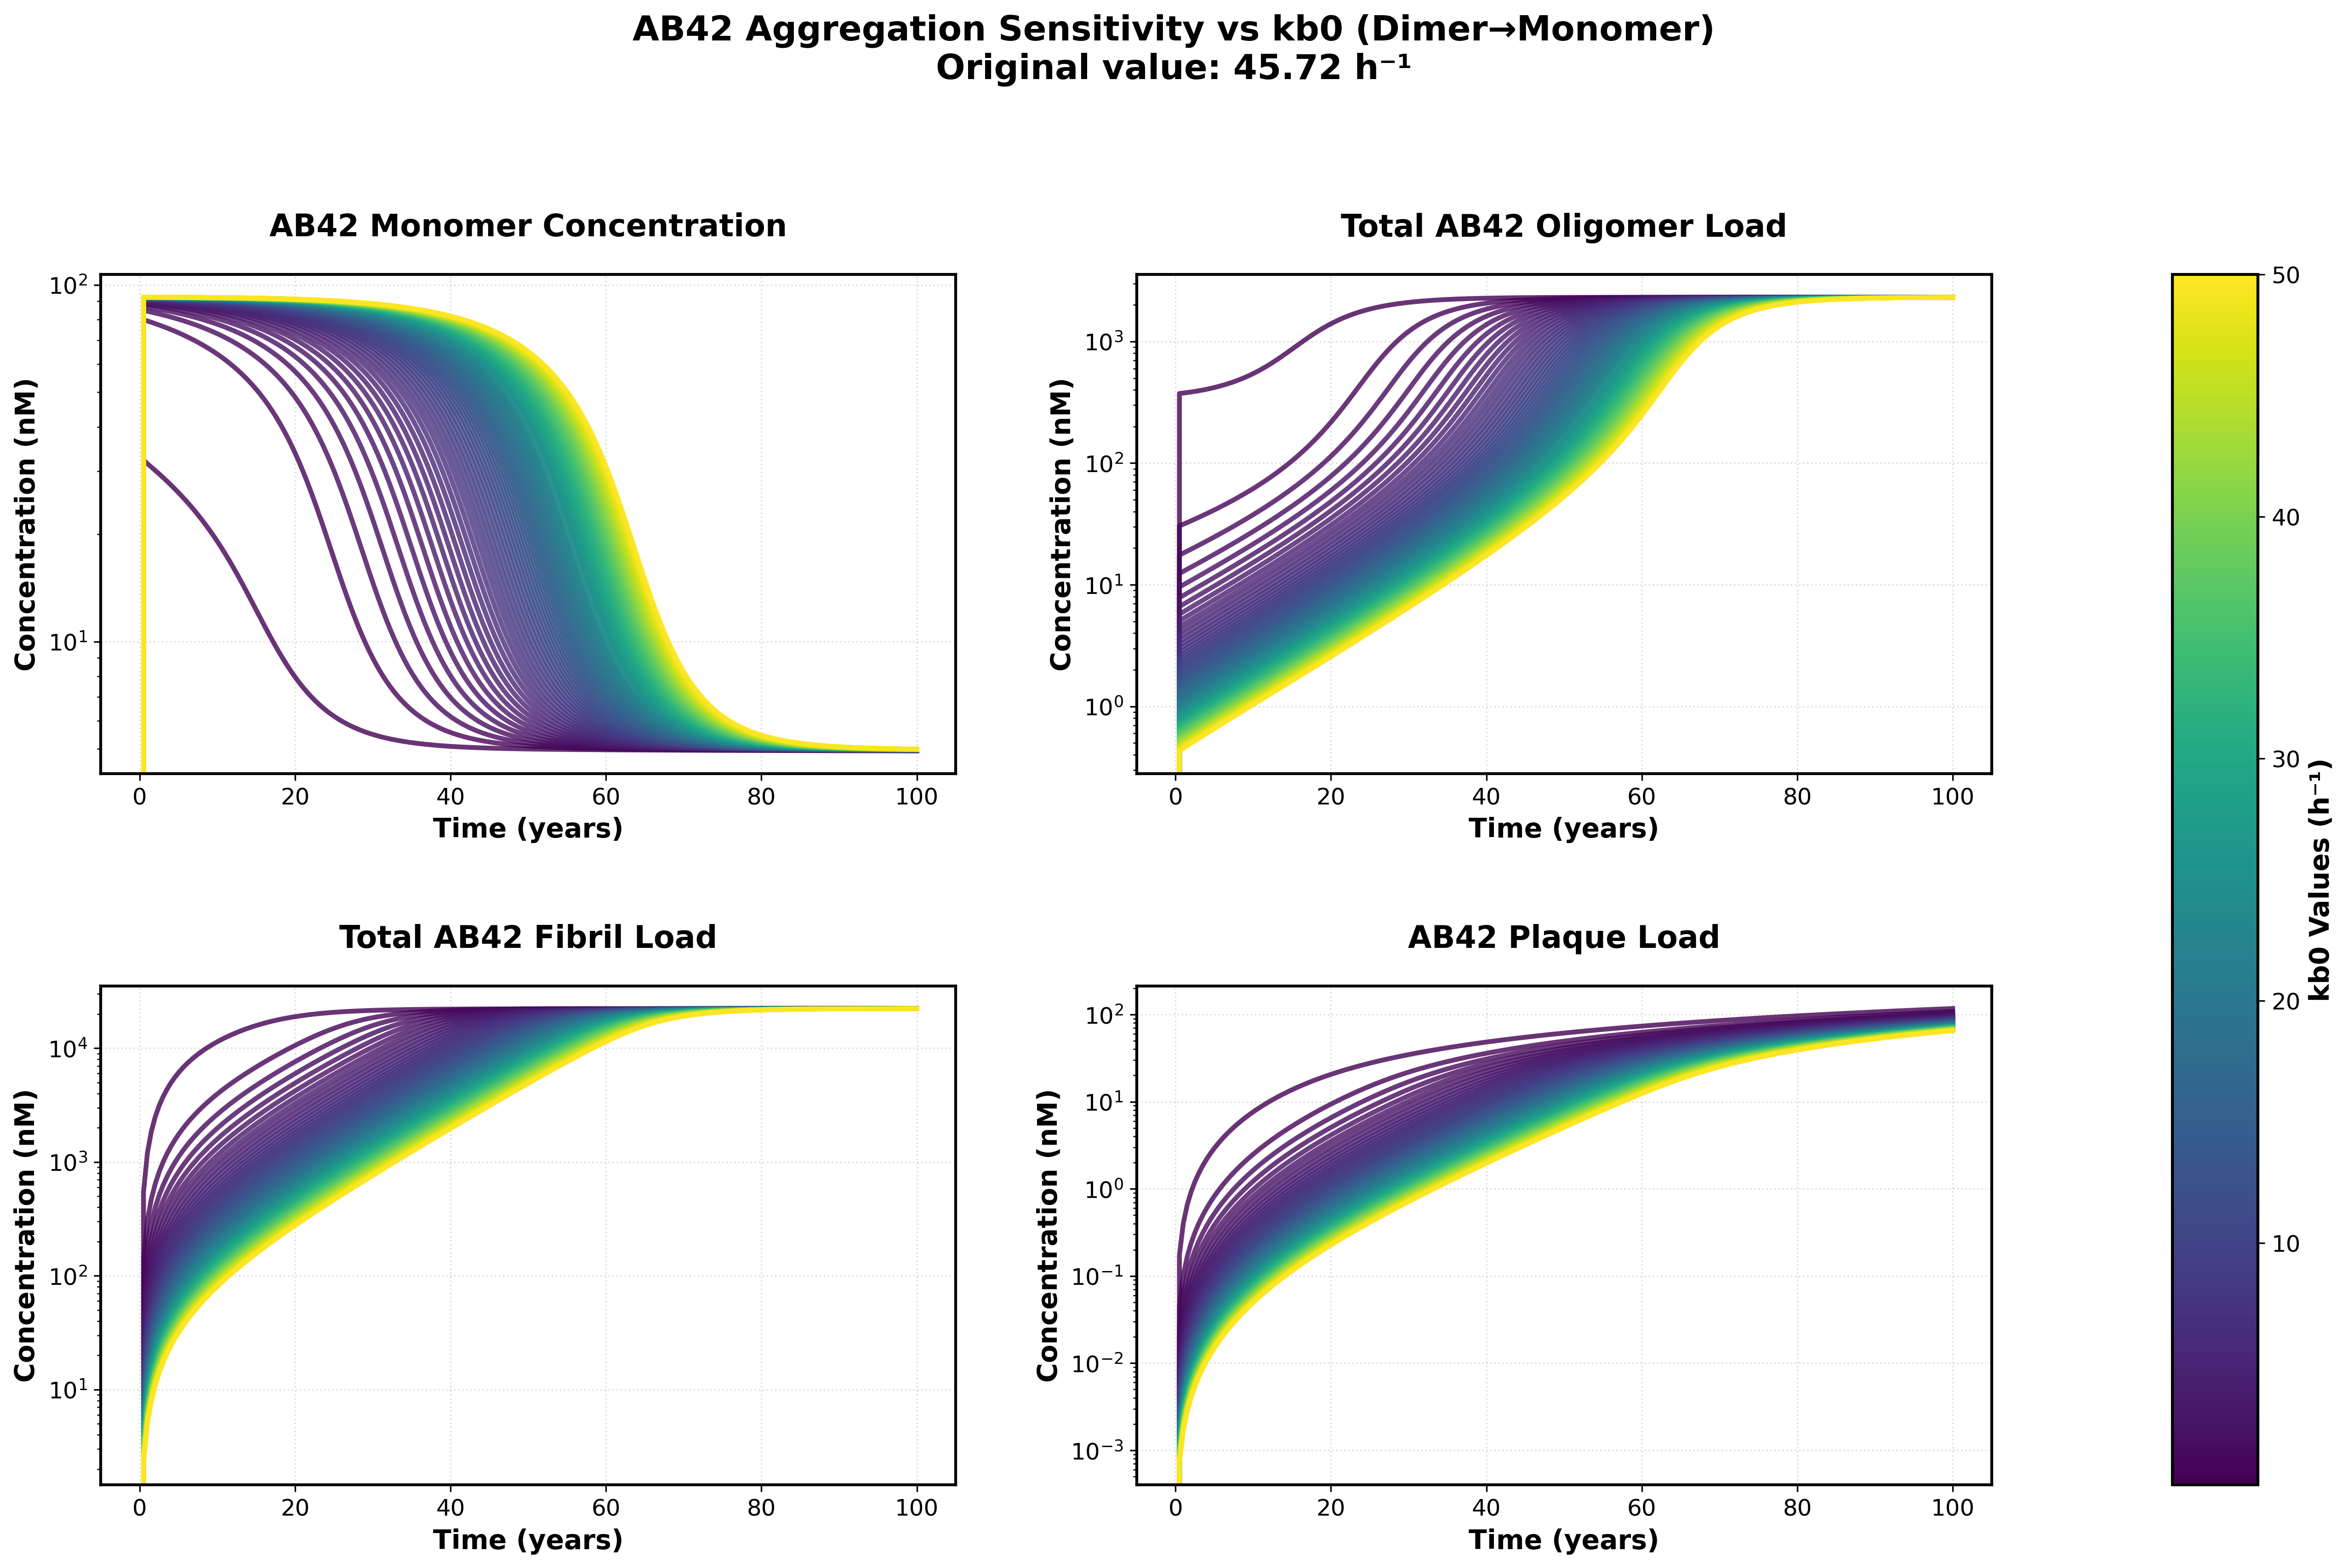 AB42 Aggregation Sensitivity vs kb0 (Dimer→Monomer)
Original value: 45.72 h⁻¹
AB42 Monomer Concentration
Concentration (nM)
10²
10¹
0 20 40 60 80 100
Time (years)
Total AB42 Oligomer Load
Concentration (nM)
10³
10²
10¹
10⁰
0 20 40 60 80 100
Time (years)
Total AB42 Fibril Load
Concentration (nM)
10⁴
10³
10²
10¹
0 20 40 60 80 100
Time (years)
AB42 Plaque Load
Concentration (nM)
10²
10¹
10⁰
10⁻¹
10⁻²
10⁻³
0 20 40 60 80 100
Time (years)
50
40
30
20
10
kb0 Values (h⁻¹)